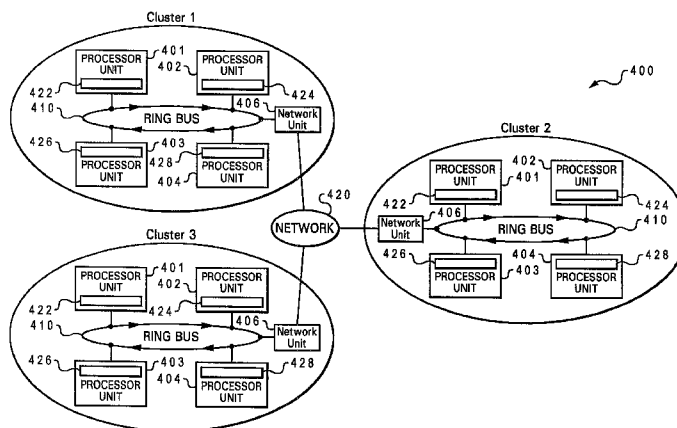 Cluster 1
PROCESSOR UNIT
401
422
PROCESSOR UNIT
402
424
410
RING BUS
406
Network Unit
426
PROCESSOR UNIT
403
428
404
PROCESSOR UNIT
400
Cluster 2
PROCESSOR UNIT
401
422
402
PROCESSOR UNIT
424
406
Network Unit
RING BUS
410
426
PROCESSOR UNIT
403
404
428
PROCESSOR UNIT
420
NETWORK
Cluster 3
PROCESSOR UNIT
401
422
PROCESSOR UNIT
402
424
410
RING BUS
406
Network Unit
426
PROCESSOR UNIT
403
404
428
PROCESSOR UNIT